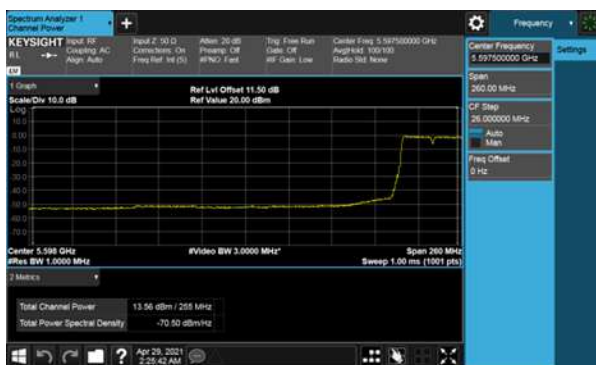 Spectrum Analyzer 1
Channel Power
+
Frequency
KEYSIGHT
Input: RF
Coupling: AC
Align: Auto
Input Z: 50 Ω
Corrections: On
Freq Ref: Int (S)
Atten: 20 dB
Preamp: Off
#PNO: Fast
Trig: Free Run
Gate: Off
#IF Gain: Low
Center Freq: 5.597500000 GHz
Avg|Hold: 100/100
Radio Std: None
RL
LM
Center Frequency
5.597500000 GHz
Settings
Span
260.00 MHz
CF Step
26.000000 MHz
Auto
Man
Freq Offset
0 Hz
1 Graph
Scale/Div 10.0 dB
Ref Lvl Offset 11.50 dB
Ref Value 20.00 dBm
Log
10.0
0.00
Center 5.598 GHz
#Res BW 1.0000 MHz
#Video BW 3.0000 MHz*
Span 260 MHz
Sweep 1.00 ms (1001 pts)
2 Metrics
Total Channel Power 13.56 dBm / 255 MHz
Total Power Spectral Density -70.50 dBm/Hz
?
Apr 29, 2021
2:25:42 AM